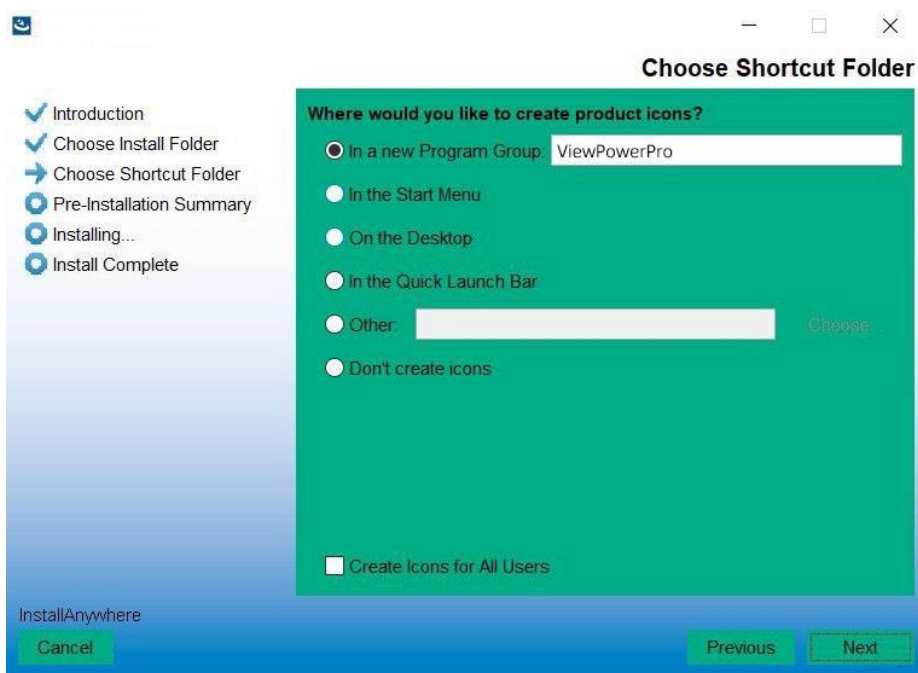 Choose Shortcut Folder
Introduction
Choose Install Folder
Choose Shortcut Folder
Pre-Installation Summary
Installing...
Install Complete
Where would you like to create product icons?
In a new Program Group: ViewPowerPro
In the Start Menu
On the Desktop
In the Quick Launch Bar
Other: Choose...
Don't create icons
Create Icons for All Users
InstallAnywhere
Cancel Previous Next